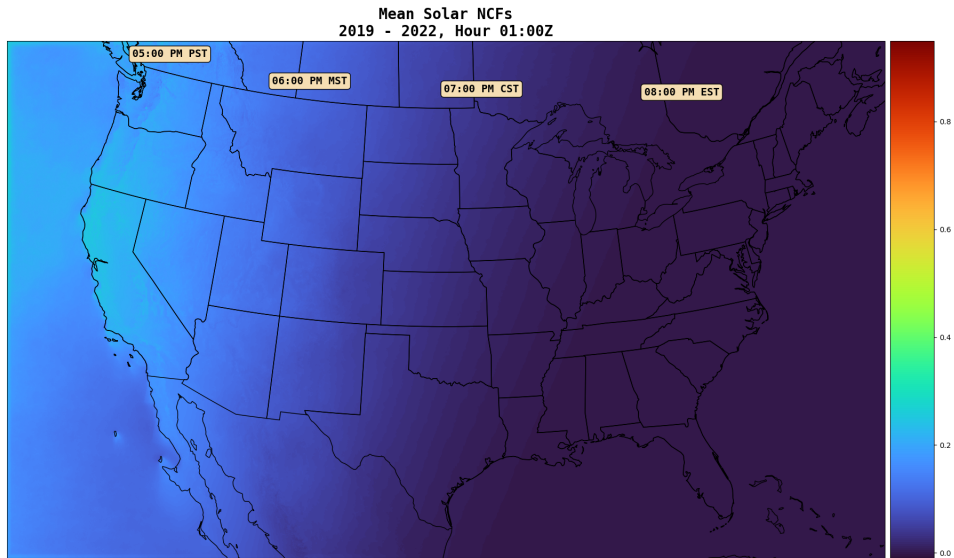 Mean Solar NCFs
2019 - 2022, Hour 01:00Z
05:00 PM PST
06:00 PM MST
07:00 PM CST
08:00 PM EST
0.8
0.6
0.4
0.2
0.0